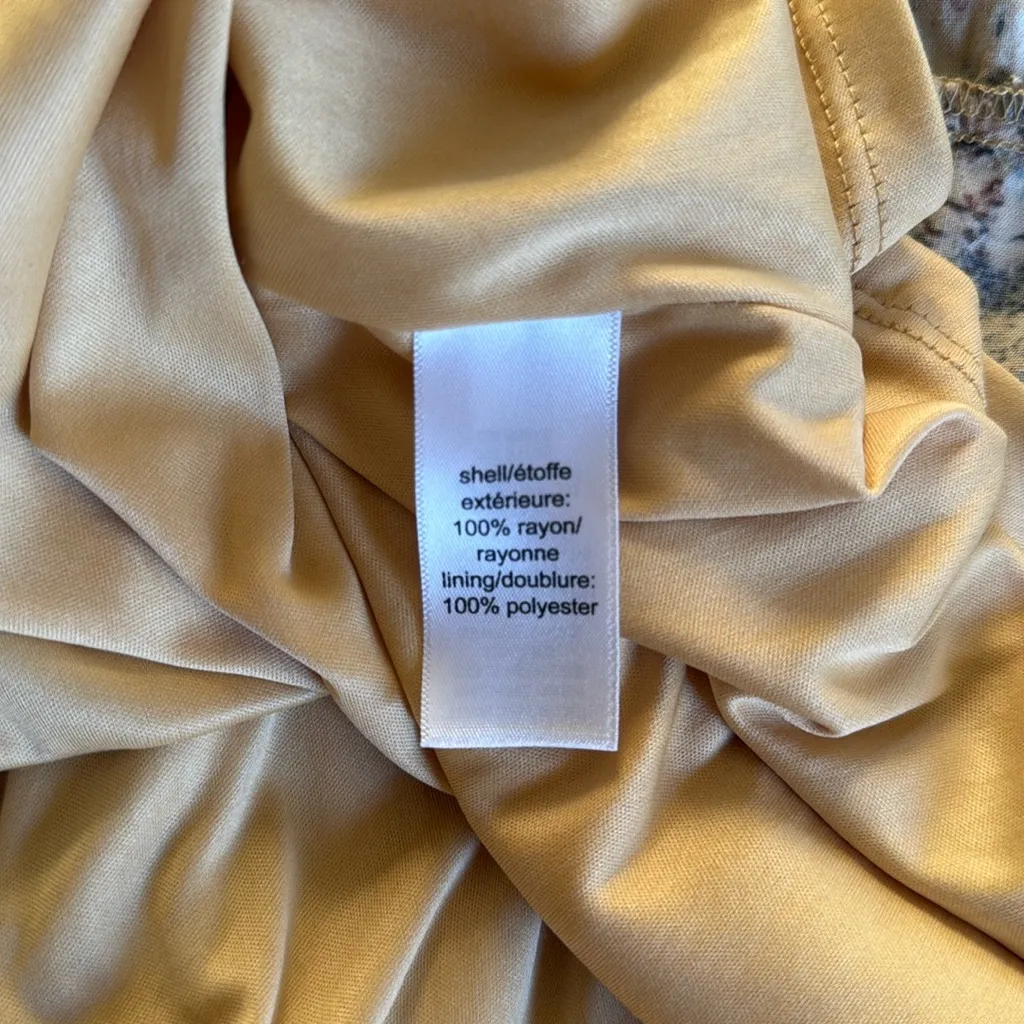 shell/étoffe
extérieure:
100% rayon/
rayonne
lining/doublure:
100% polyester